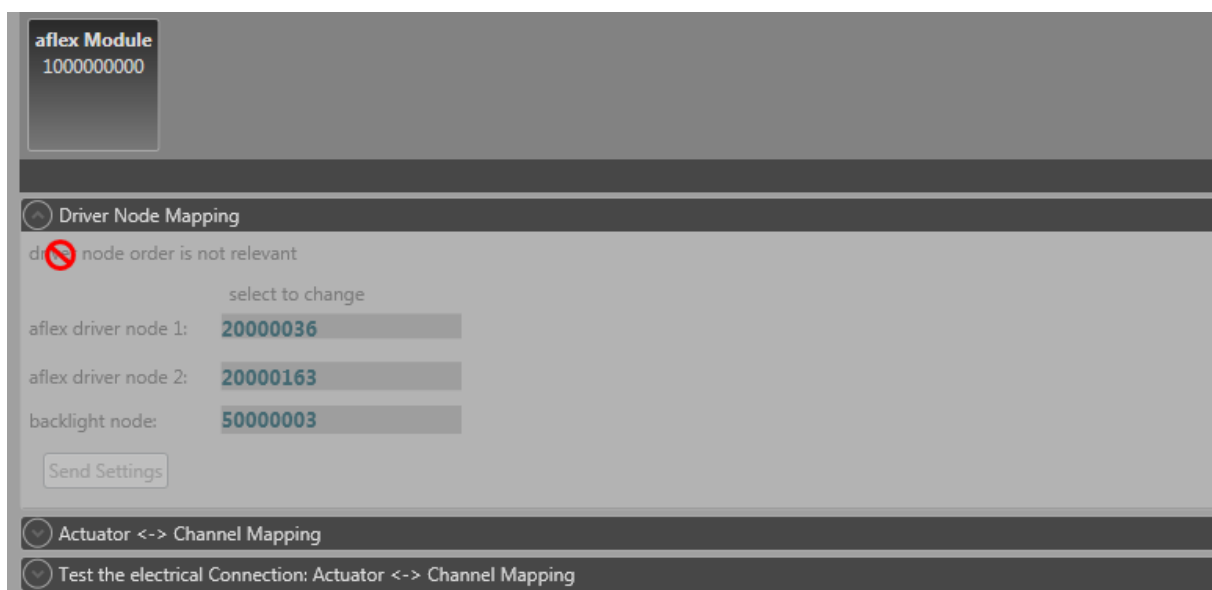 aflex Module
1000000000
Driver Node Mapping
driver node order is not relevant
select to change
aflex driver node 1: 20000036
aflex driver node 2: 20000163
backlight node: 50000003
Send Settings
Actuator <-> Channel Mapping
Test the electrical Connection: Actuator <-> Channel Mapping